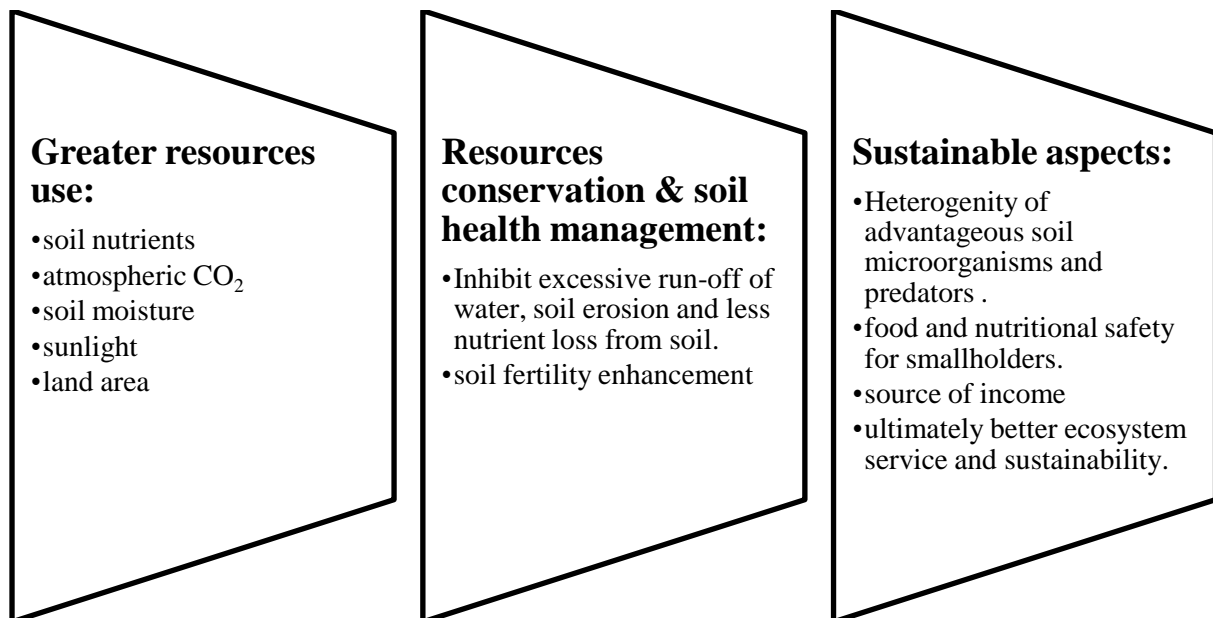 Greater resources
use:
•soil nutrients
•atmospheric CO₂
•soil moisture
•sunlight
•land area
Resources
conservation & soil
health management:
•Inhibit excessive run-off of
water, soil erosion and less
nutrient loss from soil.
•soil fertility enhancement
Sustainable aspects:
•Heterogenity of
advantageous soil
microorganisms and
predators .
•food and nutritional safety
for smallholders.
•source of income
•ultimately better ecosystem
service and sustainability.